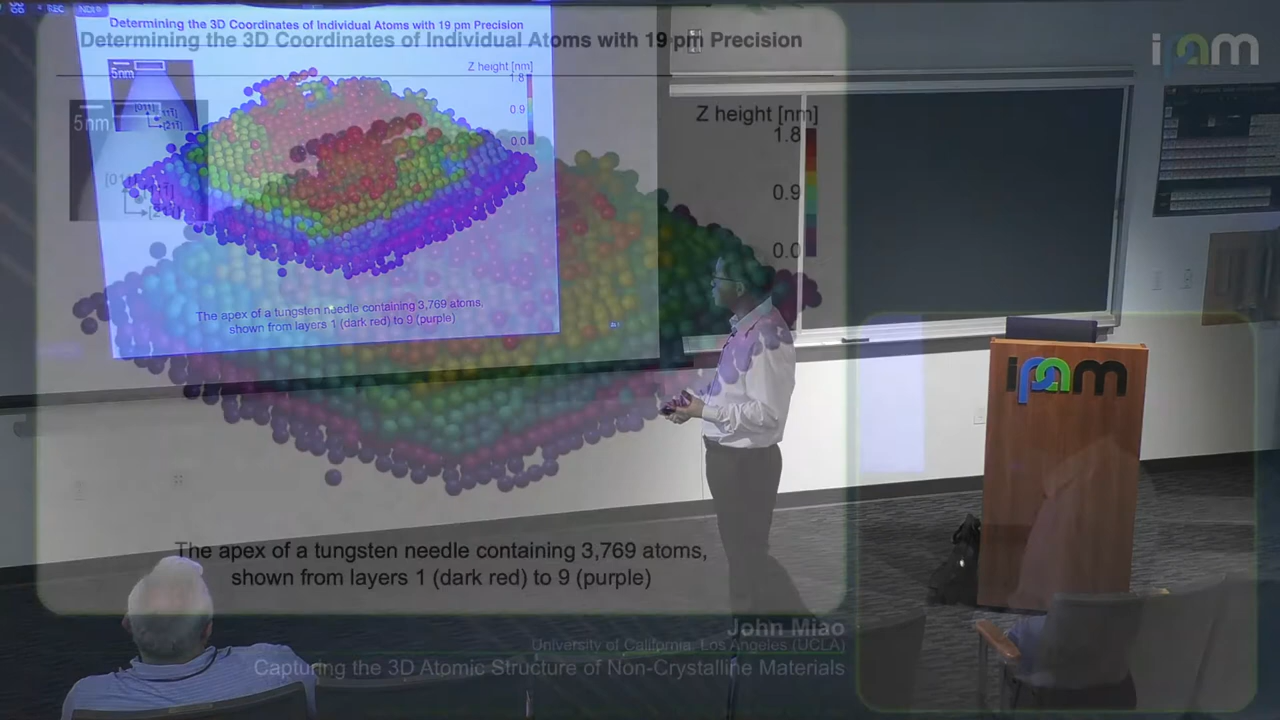 REC
Determining the 3D Coordinates of Individual Atoms with 19 pm Precision
Determining the 3D Coordinates of Individual Atoms with 19 pm Precision
ipam
5nm
Z height [nm]
1.8
0.9
0.0
[011]
5nm
Z height [nm]
1.8
0.9
0.0
The apex of a tungsten needle containing 3,769 atoms,
shown from layers 1 (dark red) to 9 (purple)
ipam
The apex of a tungsten needle containing 3,769 atoms,
shown from layers 1 (dark red) to 9 (purple)
John Miao
University of California, Los Angeles (UCLA)
Capturing the 3D Atomic Structure of Non-Crystalline Materials